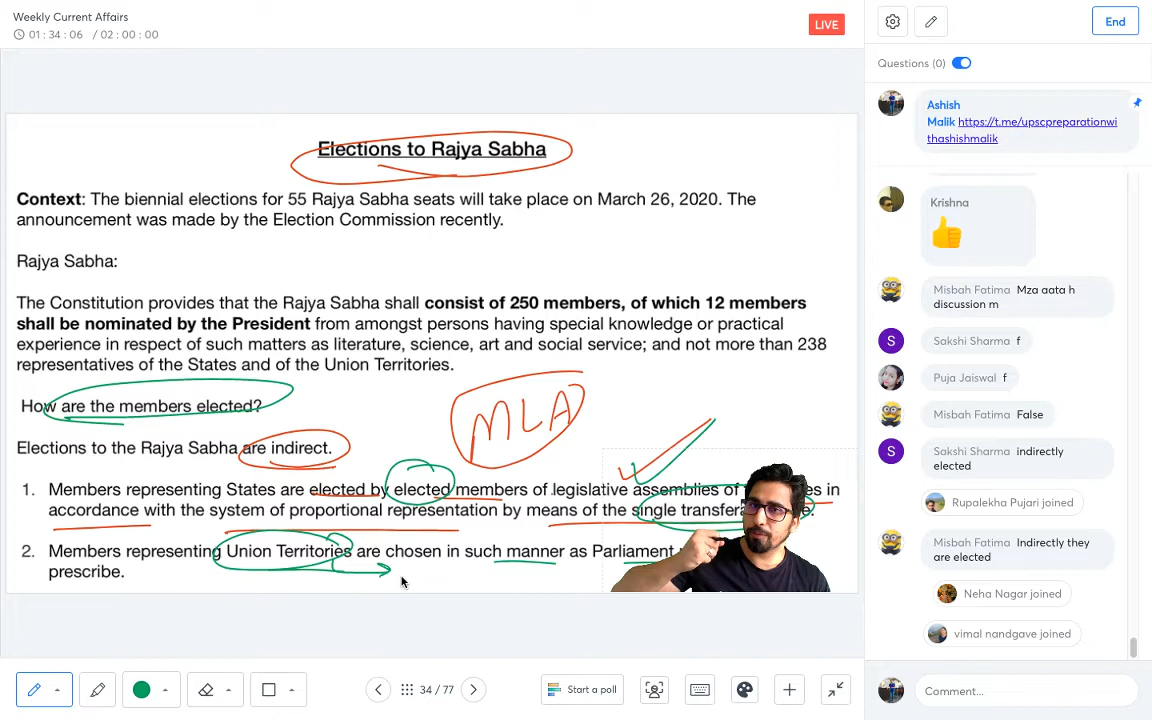 Weekly Current Affairs
01 : 34 : 06 / 02 : 00 : 00
LIVE
Elections to Rajya Sabha
Context: The biennial elections for 55 Rajya Sabha seats will take place on March 26, 2020. The
announcement was made by the Election Commission recently.
Rajya Sabha:
The Constitution provides that the Rajya Sabha shall consist of 250 members, of which 12 members
shall be nominated by the President from amongst persons having special knowledge or practical
experience in respect of such matters as literature, science, art and social service; and not more than 238
representatives of the States and of the Union Territories.
How are the members elected?
MLA
Elections to the Rajya Sabha are indirect.
1. Members representing States are elected by elected members of legislative assemblies of in
accordance with the system of proportional representation by means of the single
2. Members representing Union Territories are chosen in such manner as Parliament
prescribe.
34 / 77
Start a poll
End
Questions (0)
Ashish
Malik https://t.me/upscpreparationwi
thashishmalik
Krishna
Misbah Fatima Mza aata h
discussion m
S
Sakshi Sharma f
Puja Jaiswal f
Misbah Fatima False
S
Sakshi Sharma indirectly
elected
Rupalekha Pujari joined
Misbah Fatima Indirectly they
are elected
Neha Nagar joined
vimal nandgave joined
Comment...